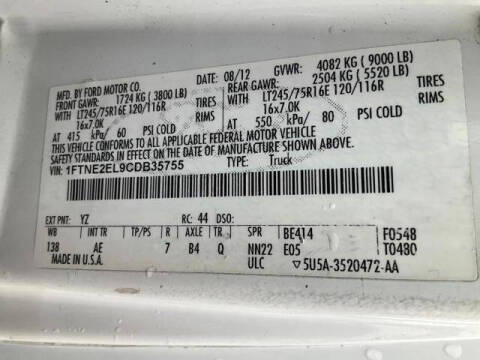 MFD. BY FORD MOTOR CO. DATE: 08/12 GVWR: 4082 KG ( 9000 LB)
FRONT GAWR: 1724 KG ( 3800 LB) REAR GAWR: 2504 KG ( 5520 LB)
WITH LT245/75R16E 120/116R TIRES WITH LT245/75R16E 120/116R TIRES
16x7.0K RIMS 16x7.0K RIMS
AT 415 kPa/ 60 PSI COLD AT 550 kPa/ 80 PSI COLD
THIS VEHICLE CONFORMS TO ALL APPLICABLE FEDERAL MOTOR VEHICLE
SAFETY STANDARDS IN EFFECT ON THE DATE OF MANUFACTURE SHOWN ABOVE.
VIN: 1FTNE2EL9CDB35755 TYPE: Truck
EXT PNT: YZ RC: 44 DSO:
WB INT TR TP/PS R AXLE TR SPR BE414 F0548
138 AE 7 B4 Q NN22 E05 T0480
MADE IN U.S.A. ULC 5U5A-3520472-AA